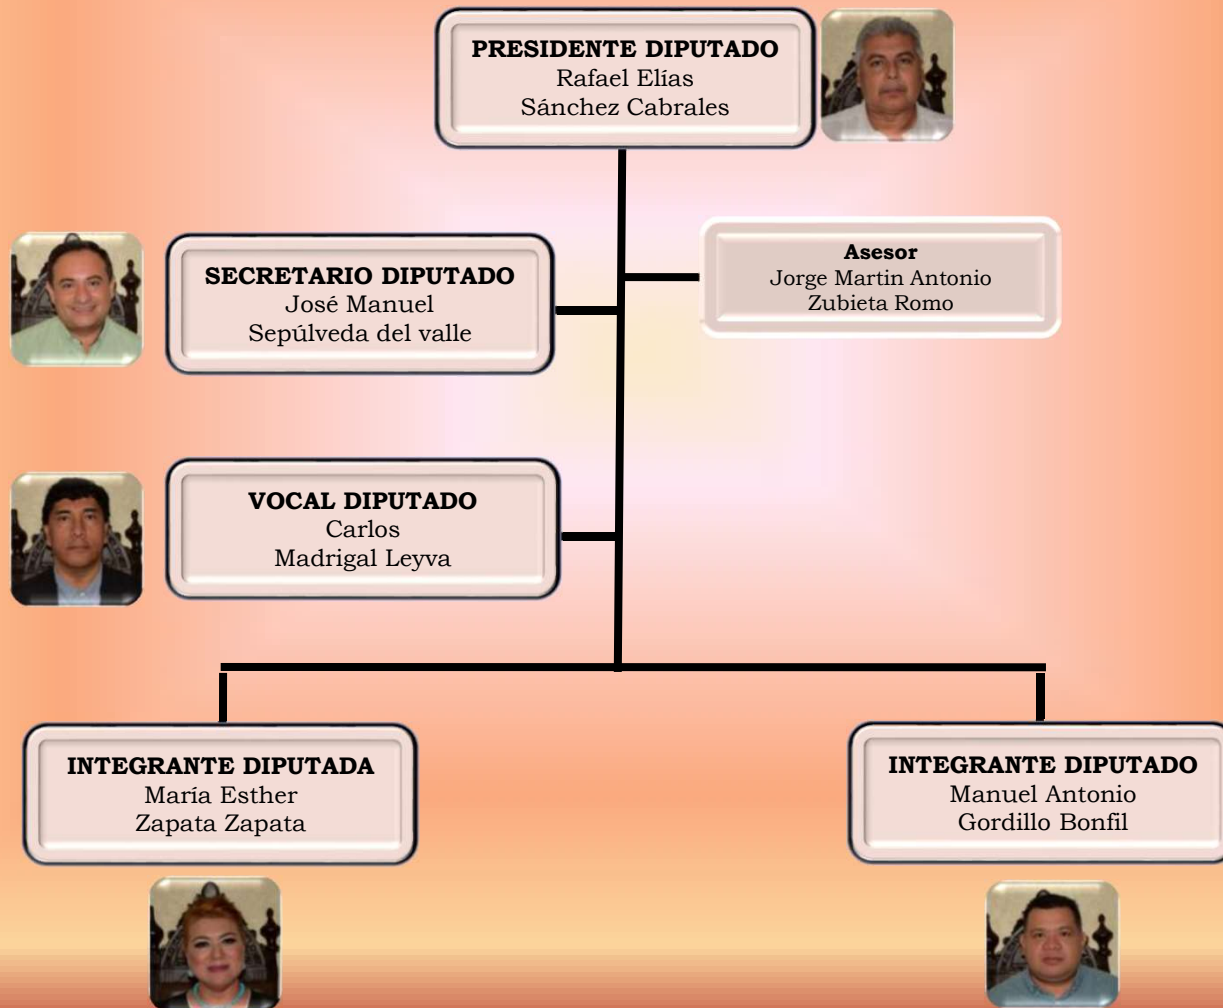 PRESIDENTE DIPUTADO
Rafael Elías
Sánchez Cabrales
SECRETARIO DIPUTADO
José Manuel
Sepúlveda del valle
Asesor
Jorge Martin Antonio
Zubieta Romo
VOCAL DIPUTADO
Carlos
Madrigal Leyva
INTEGRANTE DIPUTADA
María Esther
Zapata Zapata
INTEGRANTE DIPUTADO
Manuel Antonio
Gordillo Bonfil